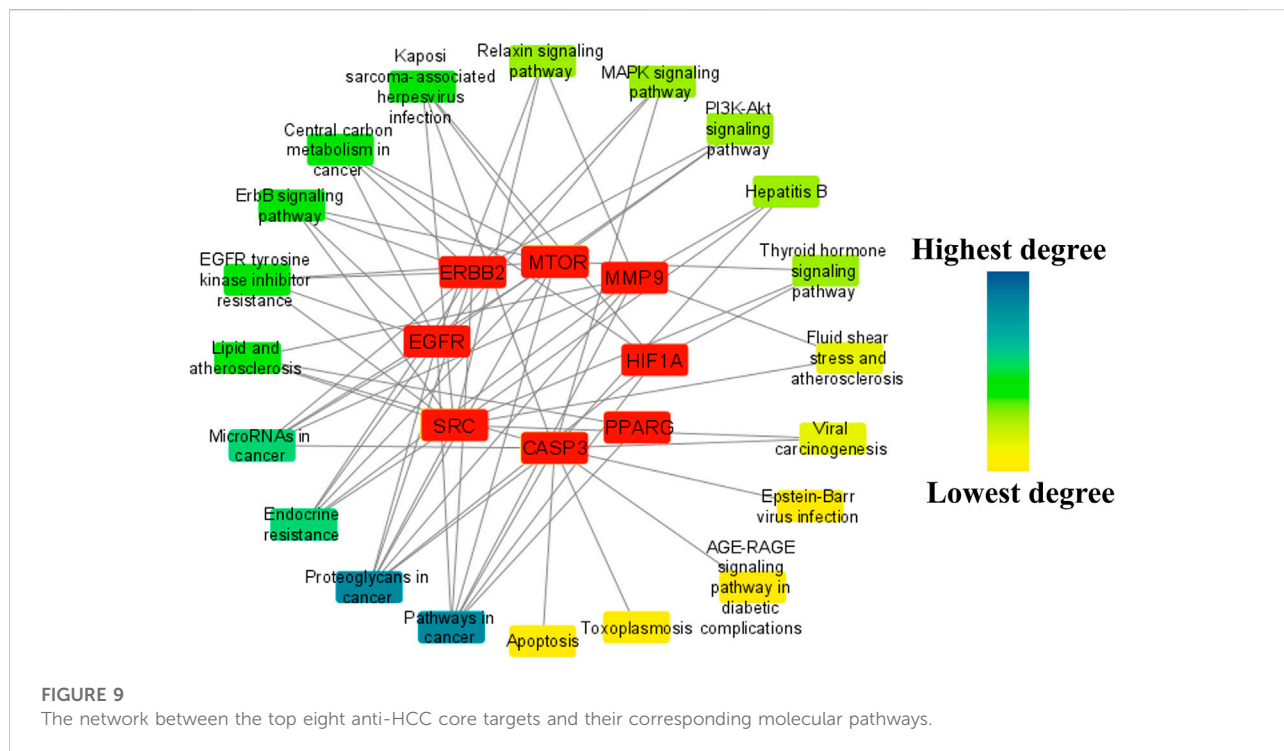 Kaposi
sarcoma-associated
herpesvirus
infection
Relaxin signaling
pathway
MAPK signaling
pathway
PI3K-Akt
signaling
pathway
Central carbon
metabolism in
cancer
Hepatitis B
ErbB signaling
pathway
Thyroid hormone
signaling
pathway
EGFR tyrosine
kinase inhibitor
resistance
ERBB2
MTOR
MMP9
EGFR
HIF1A
SRC
CASP3
PPARG
Lipid and
atherosclerosis
Fluid shear
stress and
atherosclerosis
MicroRNAs in
cancer
Viral
carcinogenesis
Endocrine
resistance
Epstein-Barr
virus infection
Proteoglycans in
cancer
Pathways in
cancer
Apoptosis
Toxoplasmosis
AGE-RAGE
signaling
pathway in
diabetic
complications
Highest degree
Lowest degree
FIGURE 9
The network between the top eight anti-HCC core targets and their corresponding molecular pathways.